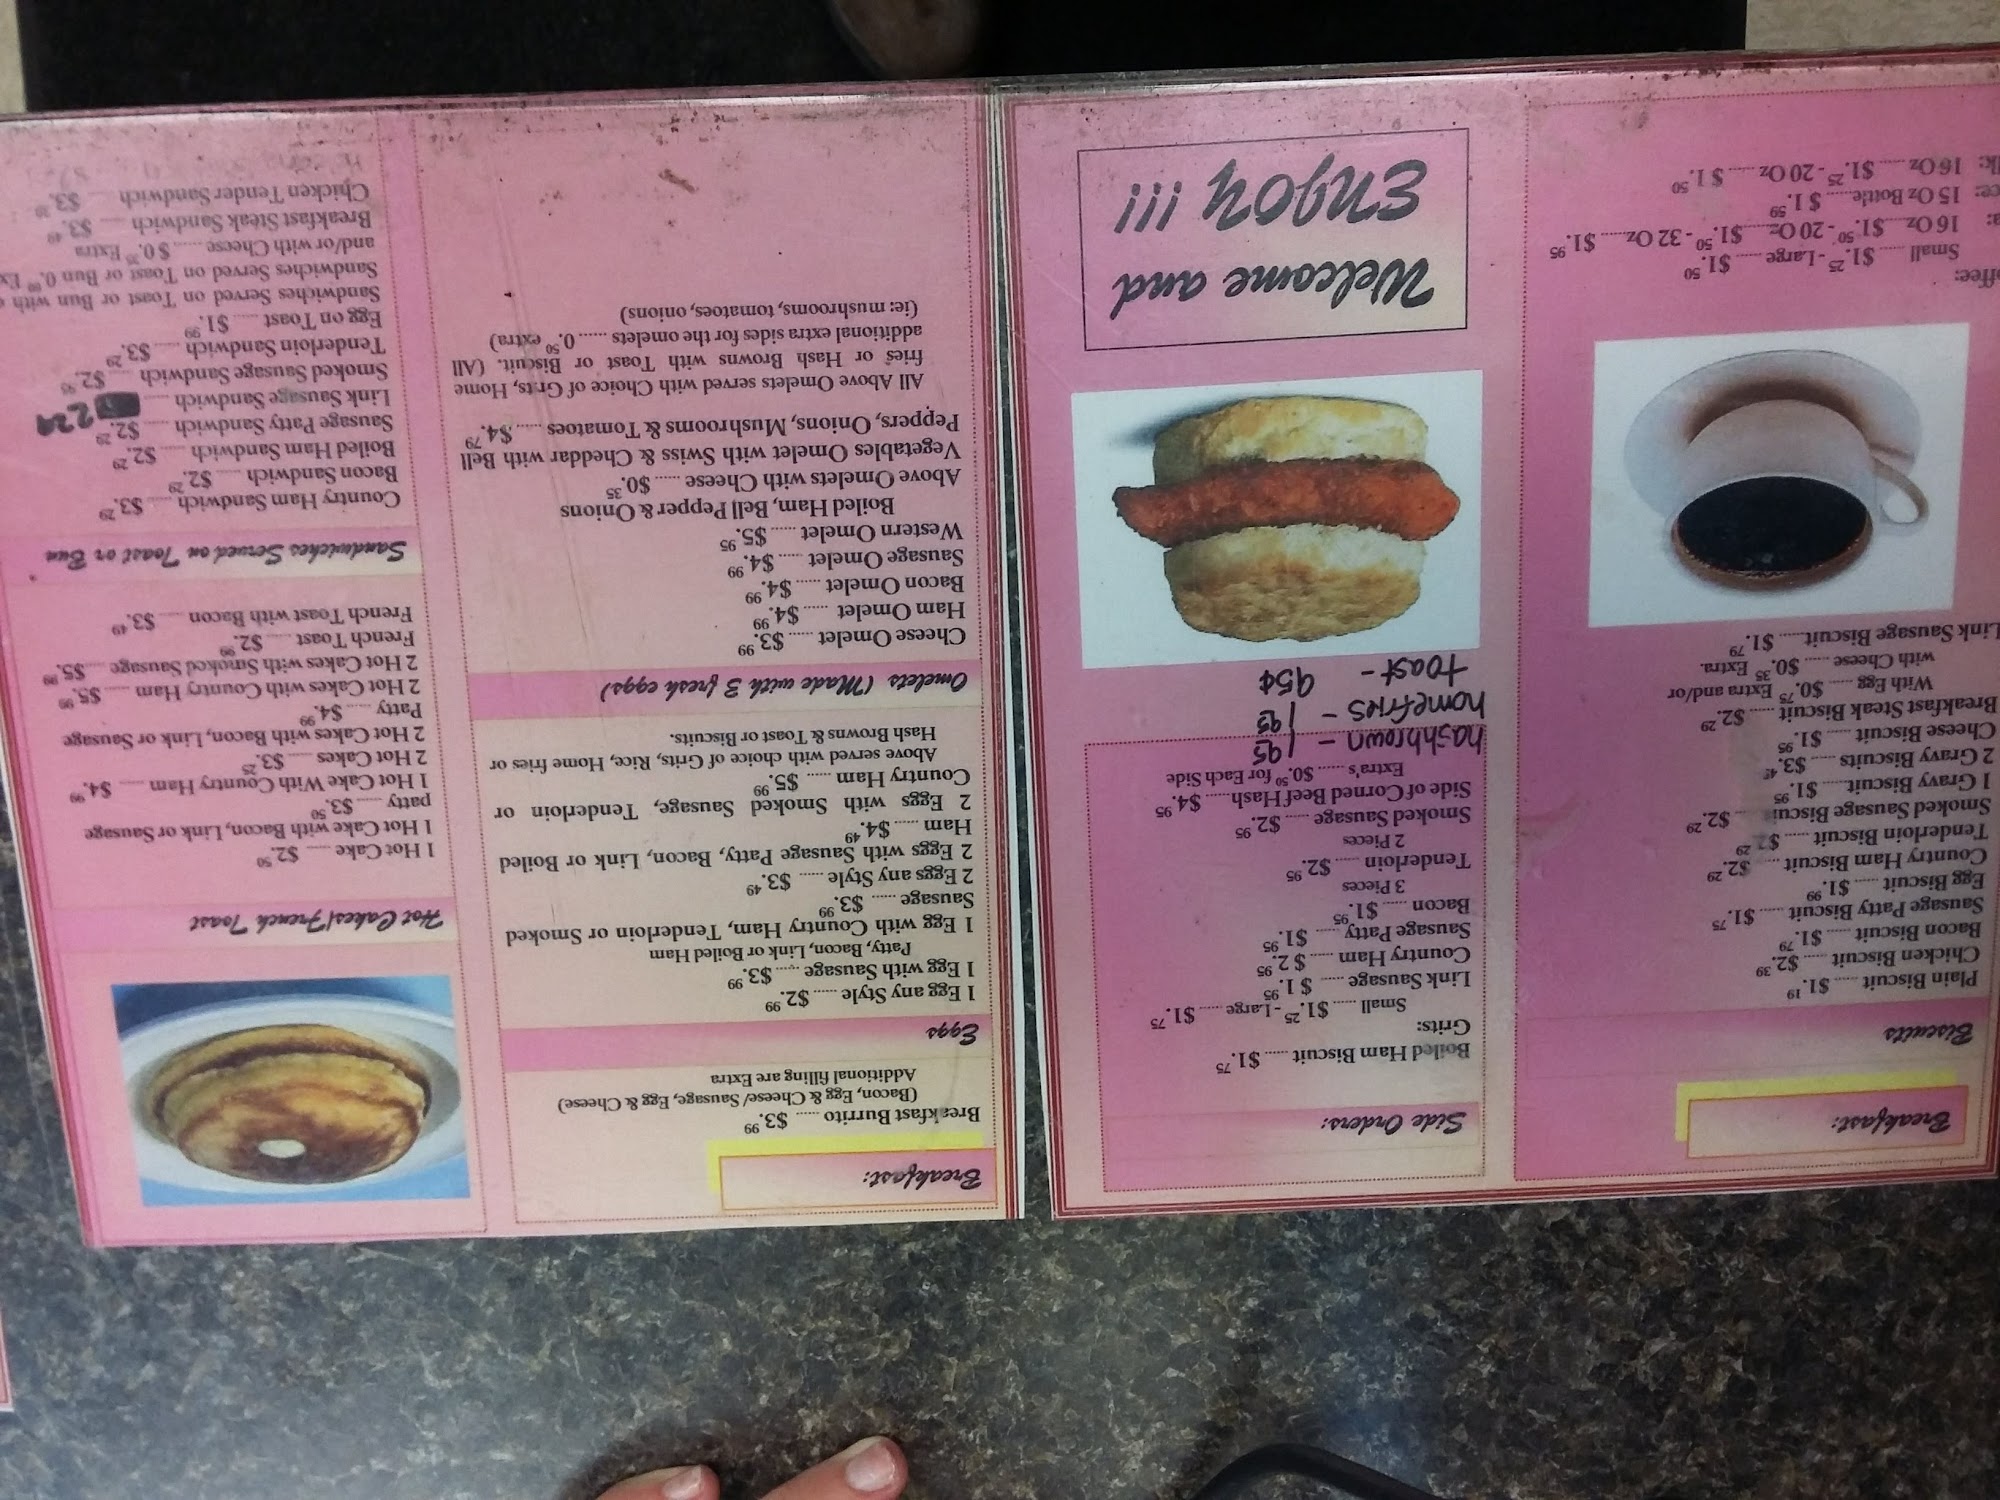 Breakfast:
Biscuits
Plain Biscuit ..... $1.19
Chicken Biscuit ..... $2.39
Bacon Biscuit ..... $1.79
Sausage Patty Biscuit ..... $1.75
Egg Biscuit ..... $1.99
Country Ham Biscuit ..... $2.29
Tenderloin Biscuit ..... $2.29
Smoked Sausage Biscuit ..... $2.29
1 Gravy Biscuit ..... $1.95
2 Gravy Biscuits ..... $3.45
Cheese Biscuit ..... $1.95
Breakfast Steak Biscuit ..... $2.29
With Egg ..... $0.75 Extra and/or
with Cheese ..... $0.35 Extra.
Link Sausage Biscuit ..... $1.79
Small ..... $1.25 - Large ..... $1.50
16 Oz ..... $1.50 - 20 Oz ..... $1.50 - 32 Oz ..... $1.95
15 Oz Bottle ..... $1.59
16 Oz ..... $1.25 - 20 Oz ..... $1.50
Side Orders:
Boiled Ham Biscuit ..... $1.75
Grits:
Small ..... $1.25 - Large ..... $1.75
Link Sausage ..... $1.95
Country Ham ..... $2.95
Sausage Patty ..... $1.95
Bacon ..... $1.95
3 Pieces
Tenderloin ..... $2.95
2 Pieces
Smoked Sausage ..... $2.95
Side of Corned Beef Hash ..... $4.95
Extra's ..... $0.50 for Each Side
hashbrown - 1 95
homefries - 1 95
toast - 95¢
Welcome and
Enjoy !!!
Breakfast:
Breakfast Burrito ..... $3.99
(Bacon, Egg & Cheese/ Sausage, Egg & Cheese)
Additional filling are Extra
Eggs
1 Egg any Style ..... $2.99
1 Egg with Sausage ..... $3.99
Patty, Bacon, Link or Boiled Ham
1 Egg with Country Ham, Tenderloin or Smoked
Sausage ..... $3.99
2 Eggs any Style ..... $3.49
2 Eggs with Sausage Patty, Bacon, Link or Boiled
Ham ..... $4.49
2 Eggs with Smoked Sausage, Tenderloin or
Country Ham ..... $5.99
Above served with choice of Grits, Rice, Home fries or
Hash Browns & Toast or Biscuits.
Omelets (Made with 3 fresh eggs)
Cheese Omelet ..... $3.99
Ham Omelet ..... $4.99
Bacon Omelet ..... $4.99
Sausage Omelet ..... $4.99
Western Omelet ..... $5.95
Boiled Ham, Bell Pepper & Onions
Above Omelets with Cheese ..... $0.35
Vegetables Omelet with Swiss & Cheddar with Bell
Peppers, Onions, Mushrooms & Tomatoes ..... $4.79
All Above Omelets served with Choice of Grits, Home
fries or Hash Browns with Toast or Biscuit. (All
additional extra sides for the omelets ..... 0.50 extra)
(ie: mushrooms, tomatoes, onions)
Hot Cakes/French Toast
1 Hot Cake ..... $2.50
1 Hot Cake with Bacon, Link or Sausage
patty ..... $3.50
1 Hot Cake With Country Ham ..... $4.99
2 Hot Cakes ..... $3.25
2 Hot Cakes with Bacon, Link or Sausage
Patty ..... $4.99
2 Hot Cakes with Country Ham ..... $5.99
2 Hot Cakes with Smoked Sausage ..... $5.99
French Toast ..... $2.99
French Toast with Bacon ..... $3.49
Sandwiches Served on Toast or Bun
Country Ham Sandwich ..... $3.29
Bacon Sandwich ..... $2.29
Boiled Ham Sandwich ..... $2.29
Sausage Patty Sandwich ..... $2.29
Link Sausage Sandwich ..... 2.29
Smoked Sausage Sandwich ..... $2.95
Tenderloin Sandwich ..... $3.29
Egg on Toast ..... $1.99
Sandwiches Served on Toast or Bun with
Sandwiches Served on Toast or Bun
and/or with Cheese ..... $0.35 Extra
Breakfast Steak Sandwich ..... $3.49
Chicken Tender Sandwich ..... $3.